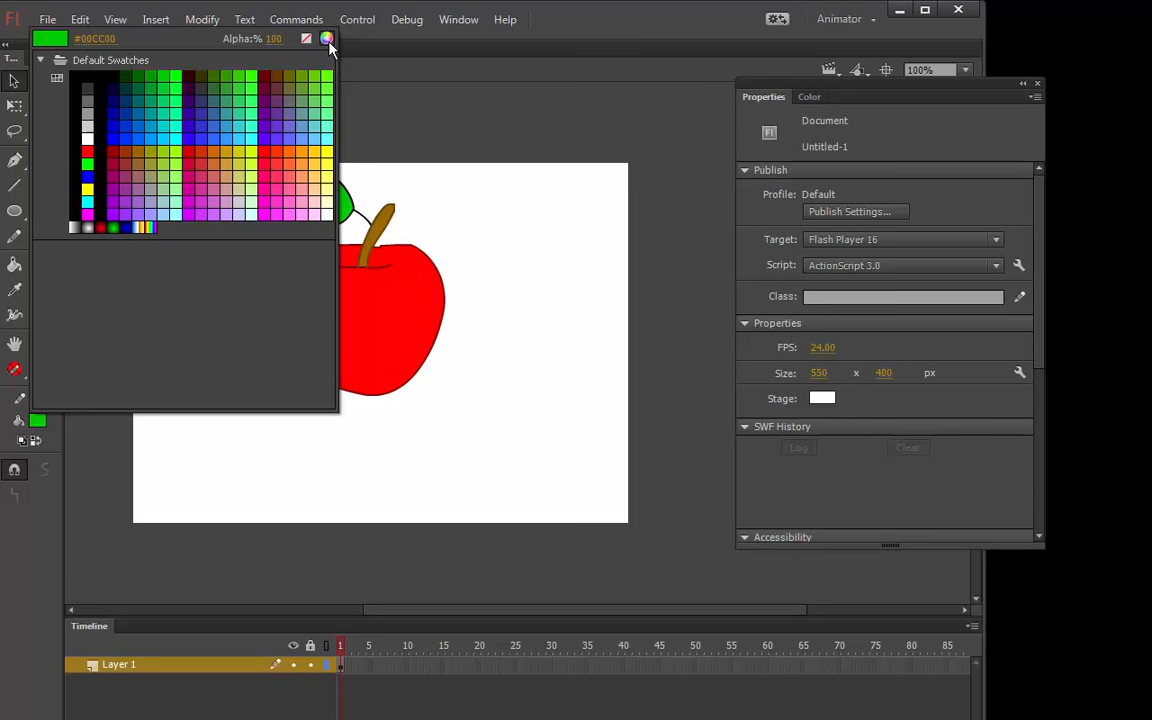 Fl File Edit View Insert Modify Text Commands Control Debug Window Help Animator
#00CC00 Alpha:% 100
Default Swatches
T...
100%
Properties Color
Document
Fl
Untitled-1
Publish
Profile: Default
Publish Settings...
Target: Flash Player 16
Script: ActionScript 3.0
Class:
Properties
FPS: 24.00
Size: 550 x 400 px
Stage:
SWF History
Log Clear
Accessibility
Timeline
1 5 10 15 20 25 30 35 40 45 50 55 60 65 70 75 80 85
Layer 1